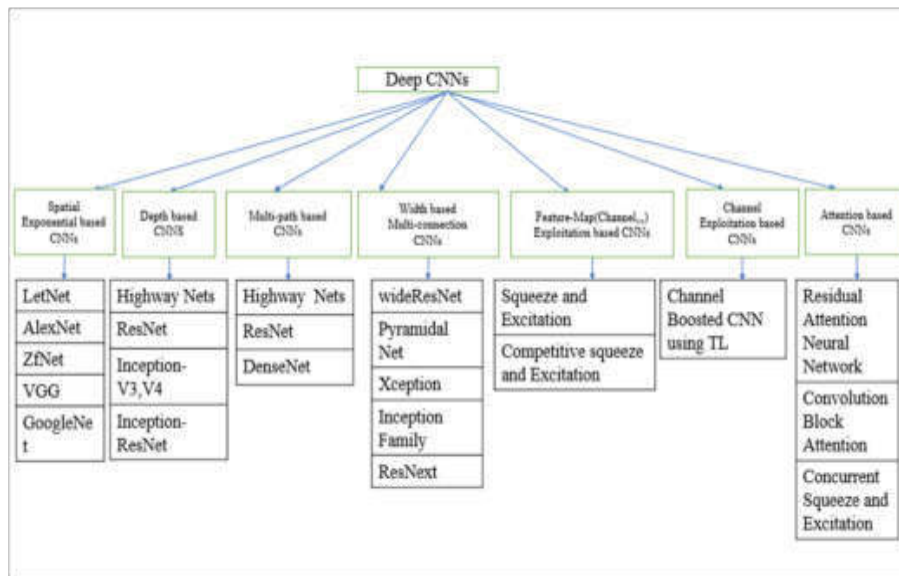 Deep CNNs
Spatial
Exponential based
CNNs
Depth based
CNNS
Multi-path based
CNNs
Width based
Multi-connection
CNNs
Feature-Map(Channel,,,)
Exploitation based CNNs
Channel
Exploitation based
CNNs
Attention based
CNNs
LetNet
AlexNet
ZfNet
VGG
GoogleNe
t
Highway Nets
ResNet
Inception-
V3,V4
Inception-
ResNet
Highway Nets
ResNet
DenseNet
wideResNet
Pyramidal
Net
Xception
Inception
Family
ResNext
Squeeze and
Excitation
Competitive squeeze
and Excitation
Channel
Boosted CNN
using TL
Residual
Attention
Neural
Network
Convolution
Block
Attention
Concurrent
Squeeze and
Excitation